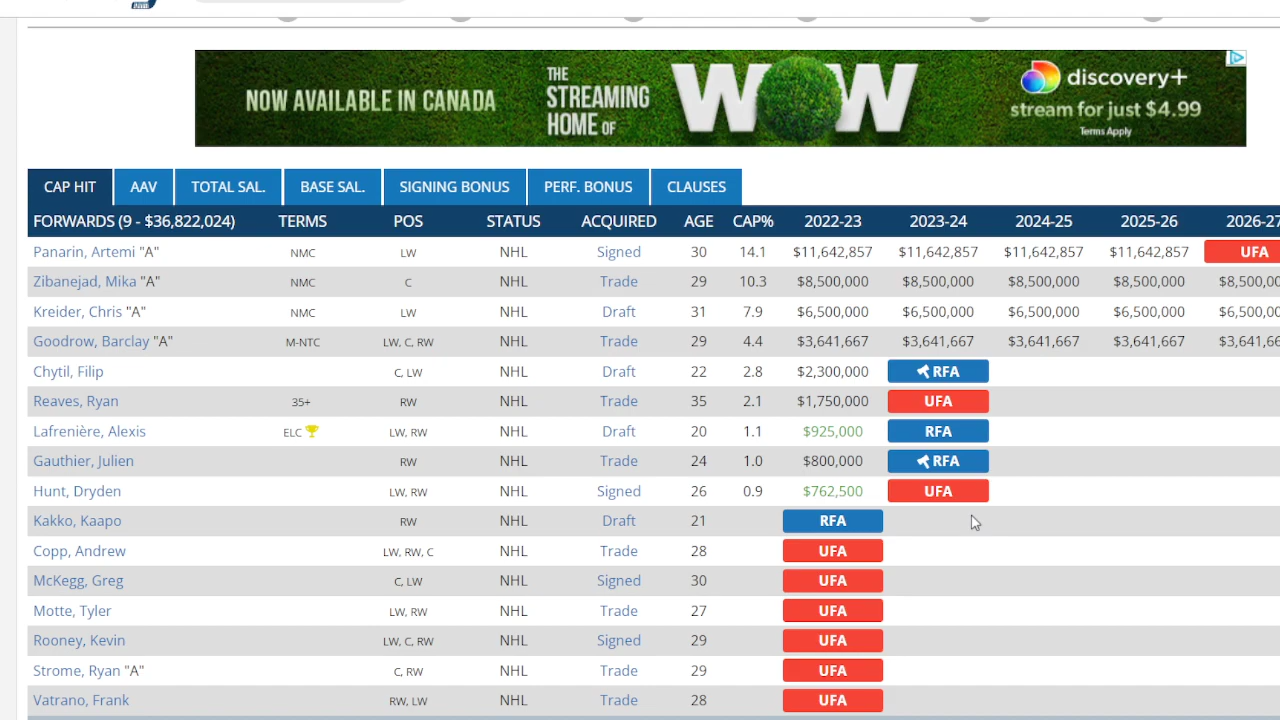 NOW AVAILABLE IN CANADA THE STREAMING HOME OF WOW discovery+ stream for just $4.99 Terms Apply
CAP HIT AAV TOTAL SAL. BASE SAL. SIGNING BONUS PERF. BONUS CLAUSES
FORWARDS (9 - $36,822,024) TERMS POS STATUS ACQUIRED AGE CAP% 2022-23 2023-24 2024-25 2025-26 2026-27
Panarin, Artemi "A" NMC LW NHL Signed 30 14.1 $11,642,857 $11,642,857 $11,642,857 $11,642,857 UFA
Zibanejad, Mika "A" NMC C NHL Trade 29 10.3 $8,500,000 $8,500,000 $8,500,000 $8,500,000 $8,500,00
Kreider, Chris "A" NMC LW NHL Draft 31 7.9 $6,500,000 $6,500,000 $6,500,000 $6,500,000 $6,500,00
Goodrow, Barclay "A" M-NTC LW, C, RW NHL Trade 29 4.4 $3,641,667 $3,641,667 $3,641,667 $3,641,667 $3,641,66
Chytil, Filip C, LW NHL Draft 22 2.8 $2,300,000 RFA
Reaves, Ryan 35+ RW NHL Trade 35 2.1 $1,750,000 UFA
Lafrenière, Alexis ELC LW, RW NHL Draft 20 1.1 $925,000 RFA
Gauthier, Julien RW NHL Trade 24 1.0 $800,000 RFA
Hunt, Dryden LW, RW NHL Signed 26 0.9 $762,500 UFA
Kakko, Kaapo RW NHL Draft 21 RFA
Copp, Andrew LW, RW, C NHL Trade 28 UFA
McKegg, Greg C, LW NHL Signed 30 UFA
Motte, Tyler LW, RW NHL Trade 27 UFA
Rooney, Kevin LW, C, RW NHL Signed 29 UFA
Strome, Ryan "A" C, RW NHL Trade 29 UFA
Vatrano, Frank RW, LW NHL Trade 28 UFA